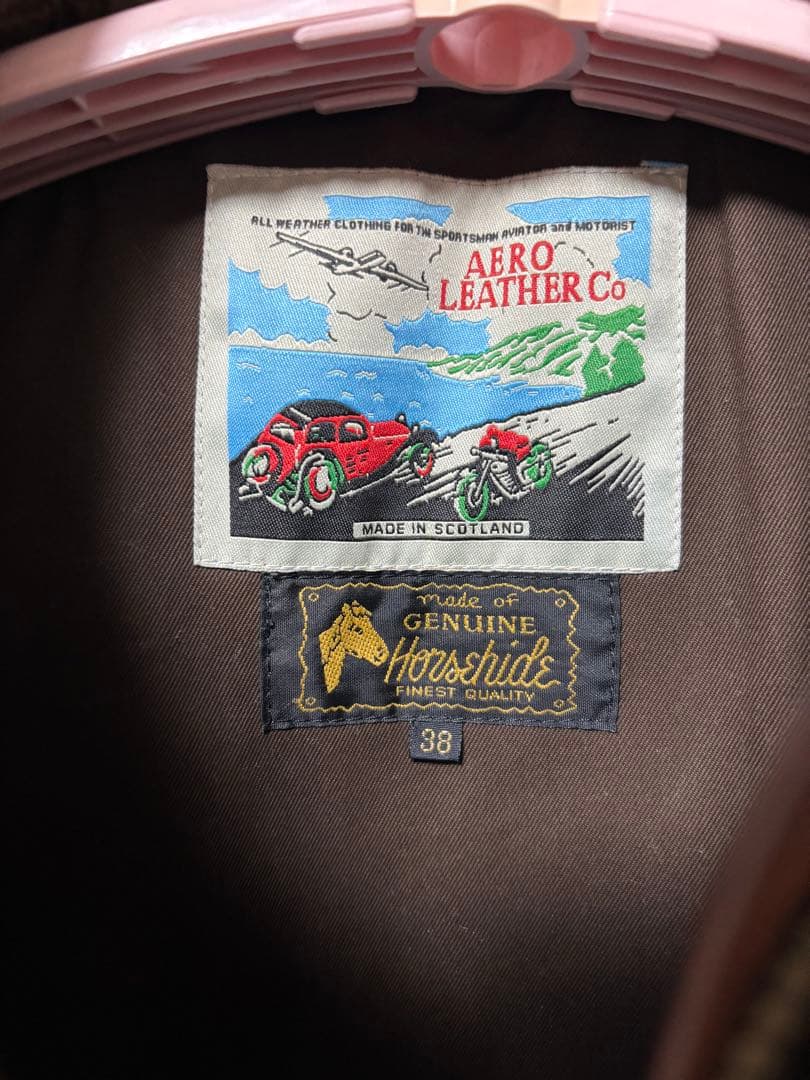 ALL WEATHER CLOTHING FOR THE SPORTSMAN AVIATOR and MOTORIST
AERO
LEATHER Co
MADE IN SCOTLAND
made of
GENUINE
Horsehide
FINEST QUALITY
38